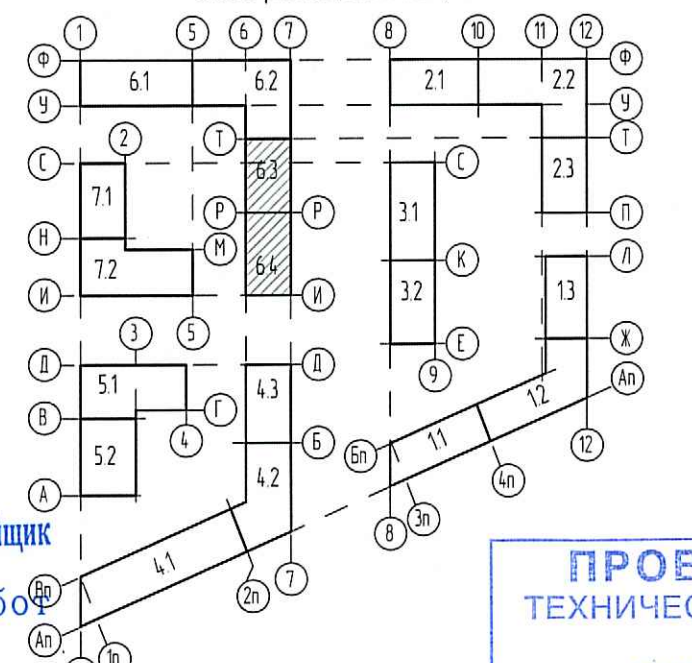 1 5 6 7 8 10 11 12
Ф 6.1 6.2 2.1 2.2 Ф
У У
2 Т Т
С 7.1 6.3 С 2.3
Р Р 3.1 П
Н М
7.2 6.4 К Л
И И 3.2 1.3
5
3 Е Ж
Д 5.1 4.3 Д 9 Ап
В Г 1.2
4 Б Бп 1.1 12
5.2 4.2 4п
А 3п
8
щик
4.1 7
Вп 2п
бот
Ап
1п
ПРОВ
ТЕХНИЧЕС